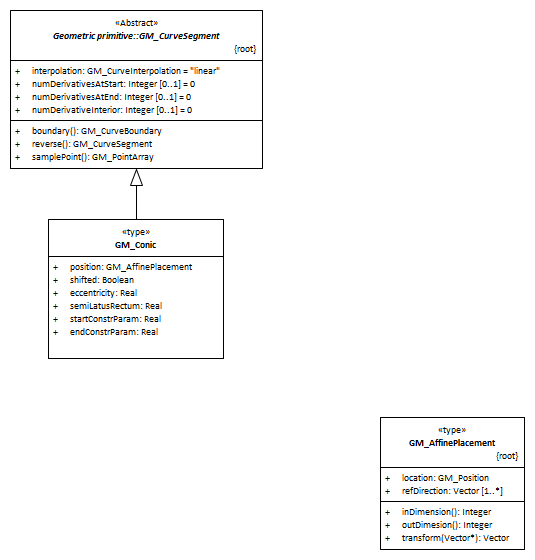 «Abstract»
Geometric primitive::GM_CurveSegment
{root}
+ interpolation: GM_CurveInterpolation = "linear"
+ numDerivativesAtStart: Integer [0..1] = 0
+ numDerivativesAtEnd: Integer [0..1] = 0
+ numDerivativeInterior: Integer [0..1] = 0
+ boundary(): GM_CurveBoundary
+ reverse(): GM_CurveSegment
+ samplePoint(): GM_PointArray
«type»
GM_Conic
+ position: GM_AffinePlacement
+ shifted: Boolean
+ eccentricity: Real
+ semiLatusRectum: Real
+ startConstrParam: Real
+ endConstrParam: Real
«type»
GM_AffinePlacement
{root}
+ location: GM_Position
+ refDirection: Vector [1..*]
+ inDimension(): Integer
+ outDimesion(): Integer
+ transform(Vector*): Vector